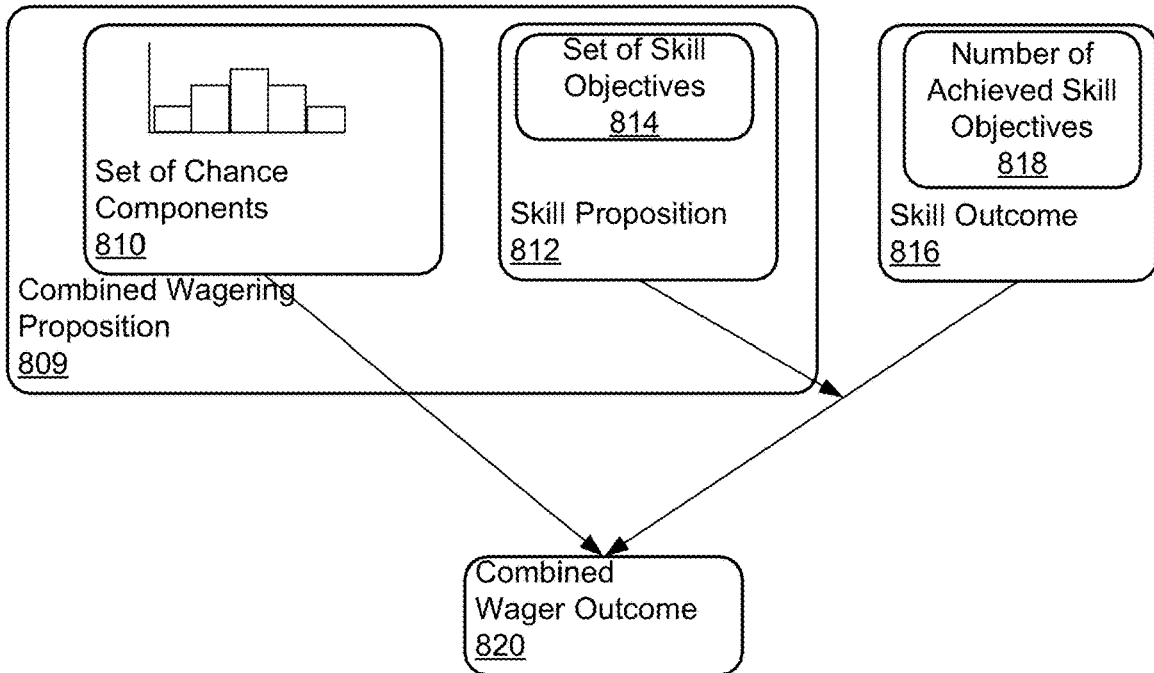 Set of Chance
Components
810
Set of Skill
Objectives
814
Skill Proposition
812
Combined Wagering
Proposition
809
Number of
Achieved Skill
Objectives
818
Skill Outcome
816
Combined
Wager Outcome
820